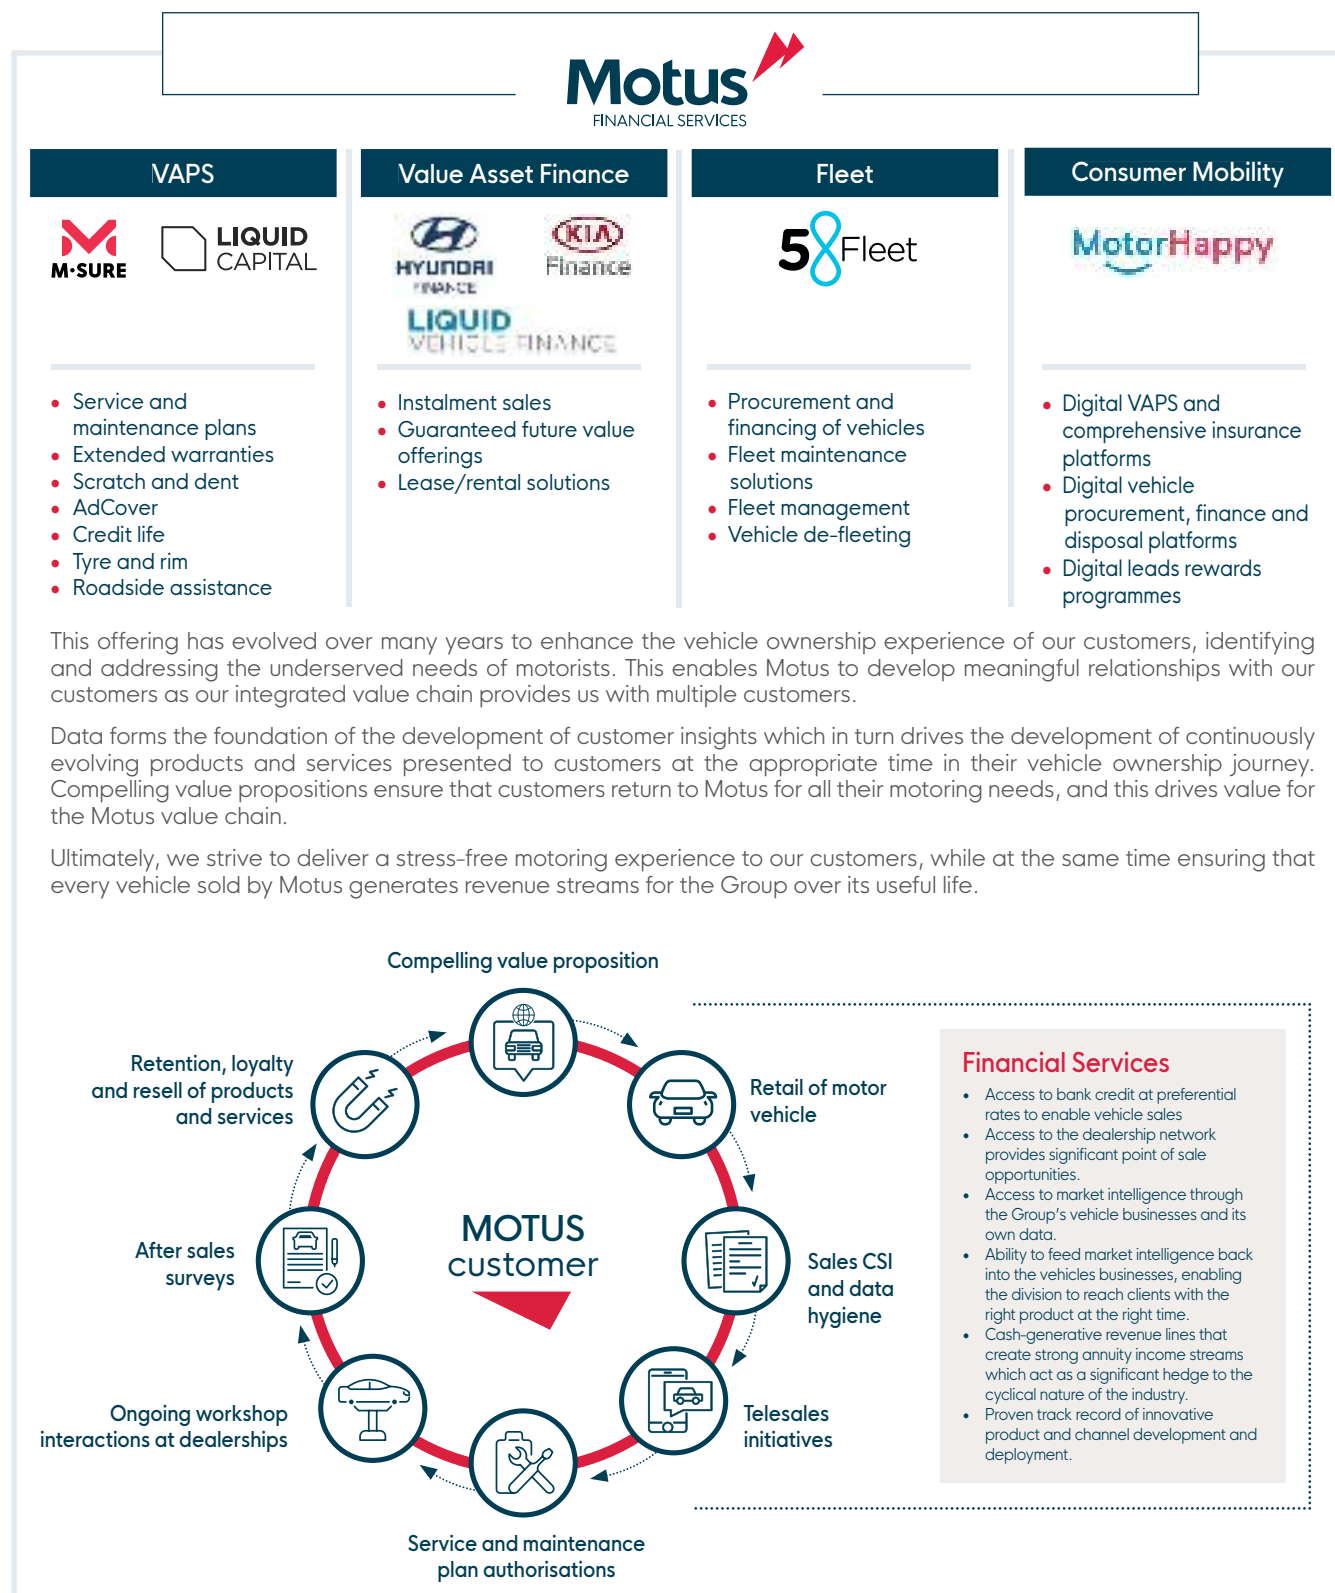 Motus
FINANCIAL SERVICES
VAPS
M·SURE
LIQUID
CAPITAL
Service and
maintenance plans
Extended warranties
Scratch and dent
AdCover
Credit life
Tyre and rim
Roadside assistance
Value Asset Finance
HYUNDAI
FINANCE
KIA
Finance
LIQUID
VEHICLE FINANCE
Instalment sales
Guaranteed future value
offerings
Lease/rental solutions
Fleet
58Fleet
Procurement and
financing of vehicles
Fleet maintenance
solutions
Fleet management
Vehicle de-fleeting
Consumer Mobility
MotorHappy
Digital VAPS and
comprehensive insurance
platforms
Digital vehicle
procurement, finance and
disposal platforms
Digital leads rewards
programmes
This offering has evolved over many years to enhance the vehicle ownership experience of our customers, identifying
and addressing the underserved needs of motorists. This enables Motus to develop meaningful relationships with our
customers as our integrated value chain provides us with multiple customers.
Data forms the foundation of the development of customer insights which in turn drives the development of continuously
evolving products and services presented to customers at the appropriate time in their vehicle ownership journey.
Compelling value propositions ensure that customers return to Motus for all their motoring needs, and this drives value for
the Motus value chain.
Ultimately, we strive to deliver a stress-free motoring experience to our customers, while at the same time ensuring that
every vehicle sold by Motus generates revenue streams for the Group over its useful life.
Compelling value proposition
Retail of motor
vehicle
Sales CSI
and data
hygiene
Telesales
initiatives
Service and maintenance
plan authorisations
Ongoing workshop
interactions at dealerships
After sales
surveys
Retention, loyalty
and resell of products
and services
MOTUS
customer
Financial Services
Access to bank credit at preferential
rates to enable vehicle sales
Access to the dealership network
provides significant point of sale
opportunities.
Access to market intelligence through
the Group's vehicle businesses and its
own data.
Ability to feed market intelligence back
into the vehicles businesses, enabling
the division to reach clients with the
right product at the right time.
Cash-generative revenue lines that
create strong annuity income streams
which act as a significant hedge to the
cyclical nature of the industry.
Proven track record of innovative
product and channel development and
deployment.